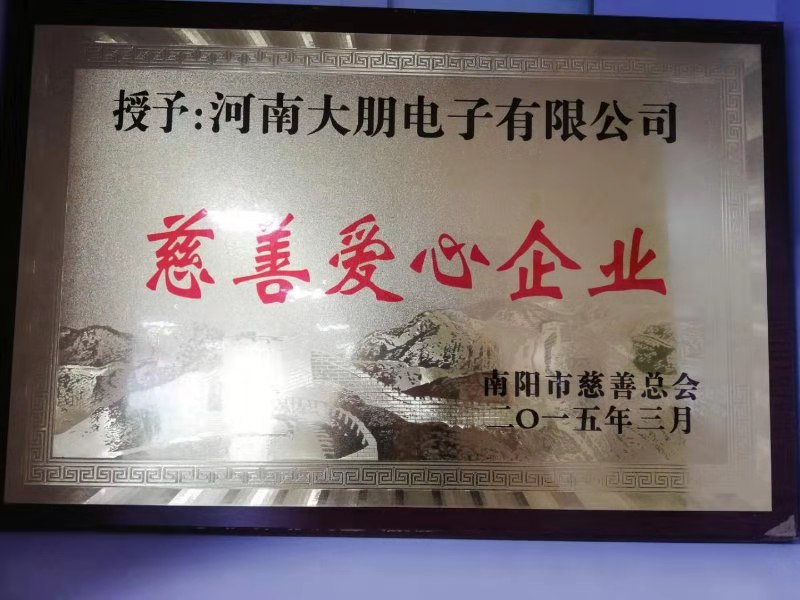 授予:河南大朋电子有限公司
慈善爱心企业
南阳市慈善总会
二〇一五年三月